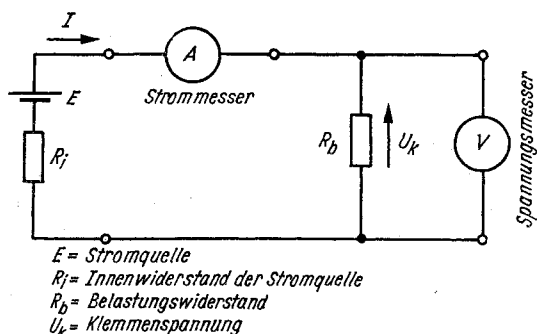 I
A
Strommesser
E
R_i
R_b
U_k
V
Spannungsmesser
E = Stromquelle
R_i = Innenwiderstand der Stromquelle
R_b = Belastungswiderstand
U_k = Klemmenspannung